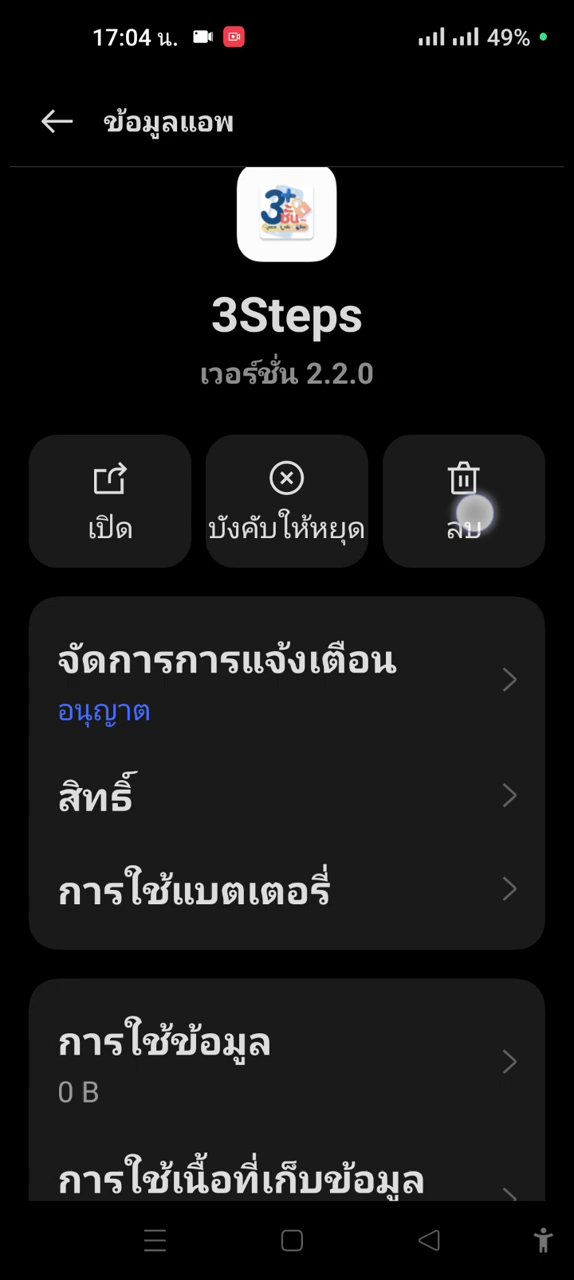 17:04 น.
49%
ข้อมูลแอพ
3+
ชั้น
3Steps
เวอร์ชั่น 2.2.0
เปิด
บังคับให้หยุด
ลบ
จัดการการแจ้งเตือน
อนุญาต
สิทธิ์
การใช้แบตเตอรี่
การใช้ข้อมูล
0 B
การใช้เนื้อที่เก็บข้อมูล